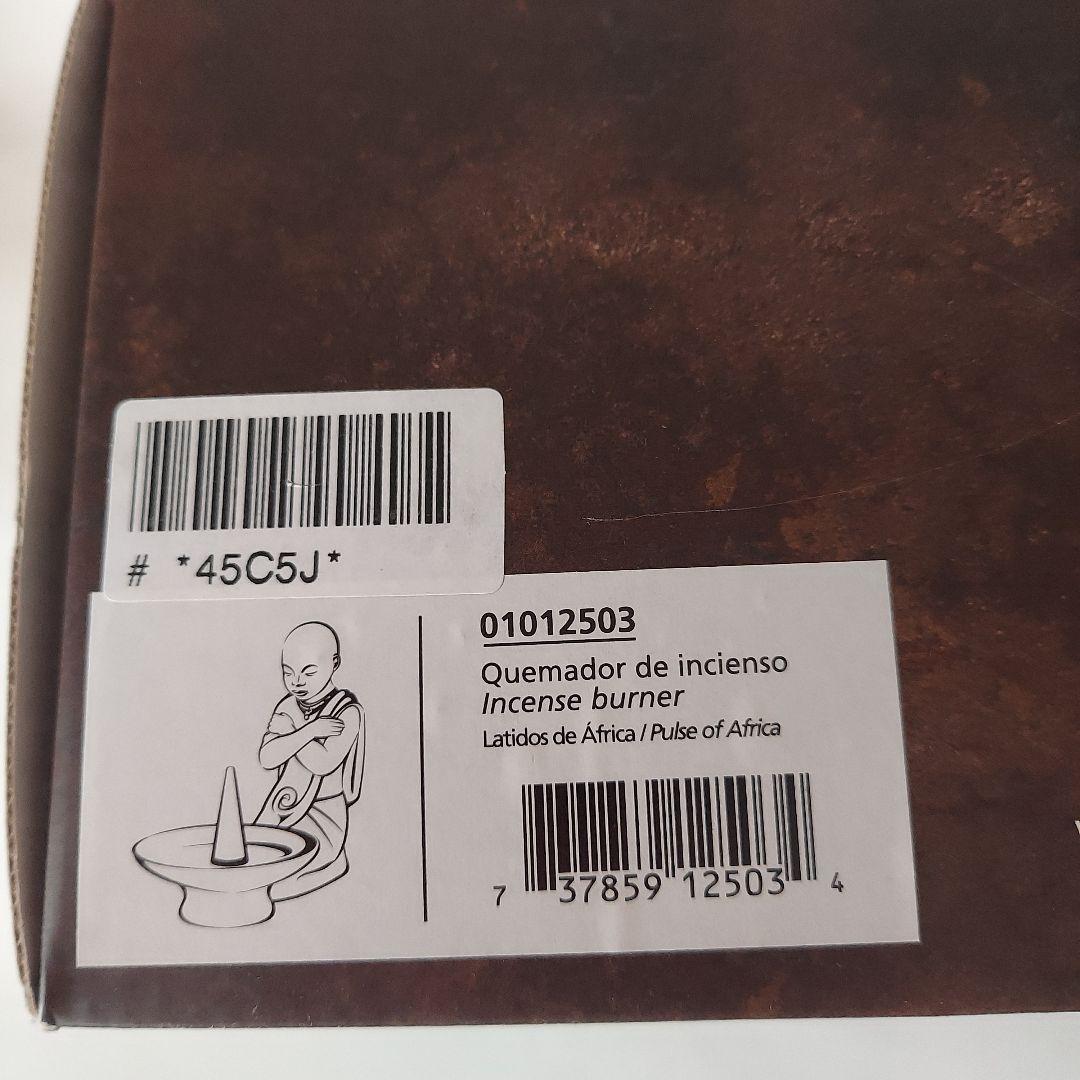 # *45C5J*
01012503
Quemador de incienso
Incense burner
Latidos de África / Pulse of Africa
7 37859 12503 4